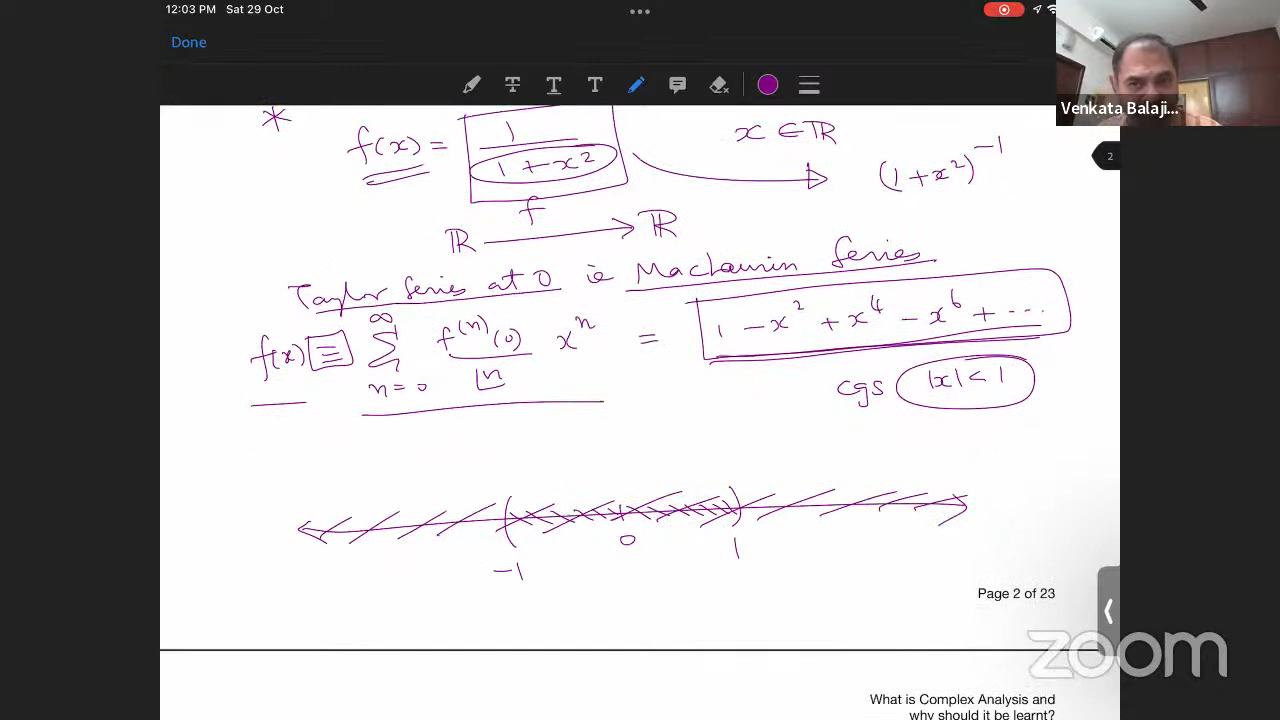 12:03 PM Sat 29 Oct
Done
Venkata Balaji...
2
*
f(x) = 1 / (1 + x²) x ∈ ℝ (1 + x²)⁻¹
f
ℝ → ℝ
Taylor Series at 0 ie Maclaurin Series
f(x) ≡ ∑_{n=0}^{∞} f⁽ⁿ⁾(0) / |n xⁿ = 1 − x² + x⁴ − x⁶ + ....
cgs |x| < 1
( )
−1 0 1
Page 2 of 23
zoom
What is Complex Analysis and
why should it be learnt?